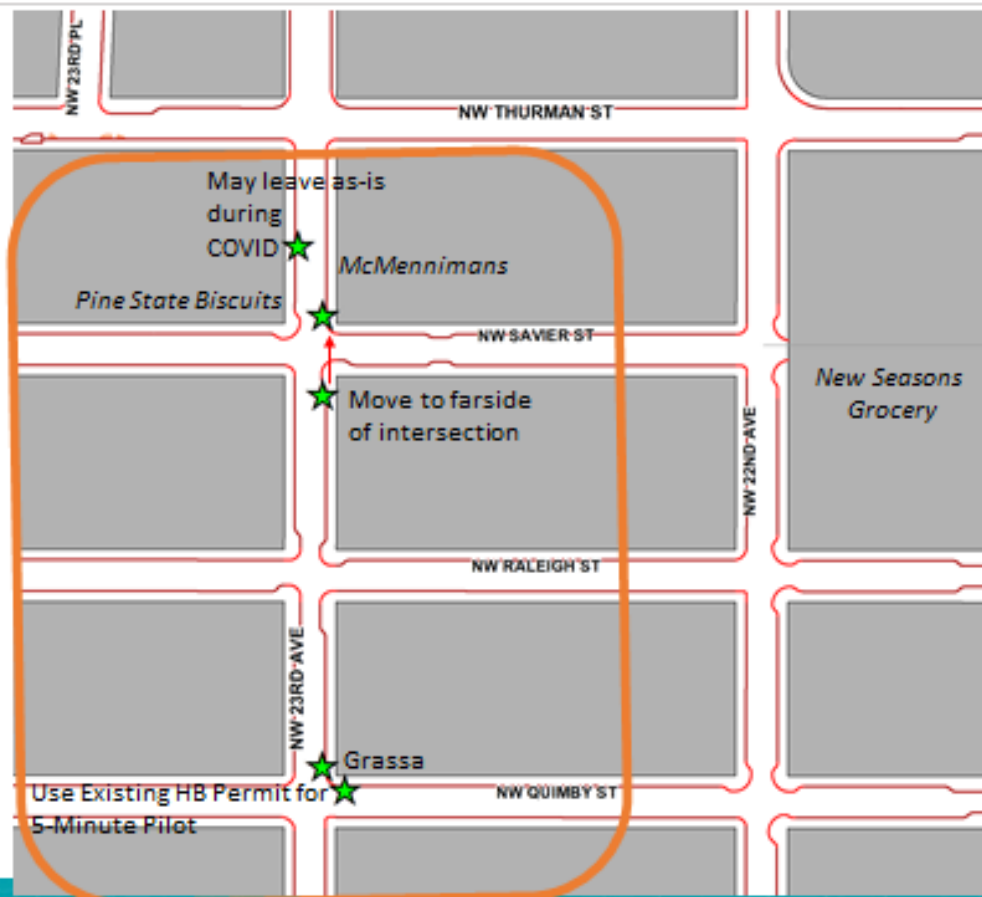 NW 23RD PL
NW THURMAN ST
May leave as-is
during
COVID
McMennimans
Pine State Biscuits
NW SAVIER ST
New Seasons
Grocery
Move to farside
of intersection
NW 22ND AVE
NW RALEIGH ST
NW 23RD AVE
Grassa
Use Existing HB Permit for
NW QUIMBY ST
5-Minute Pilot